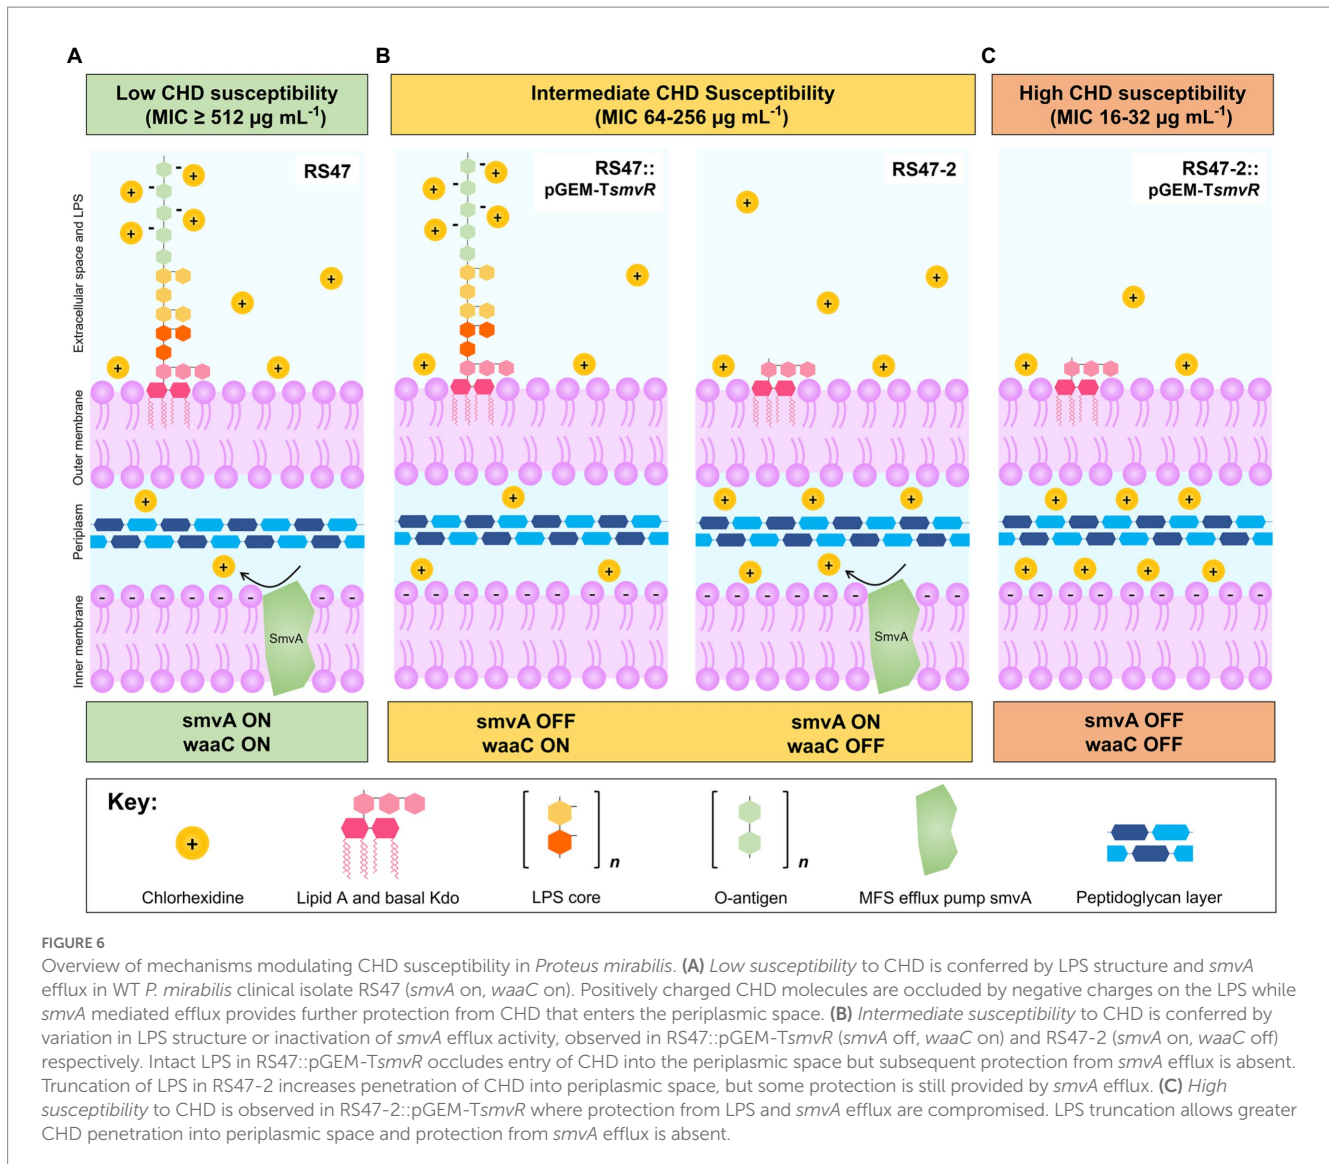 A
B
C
Low CHD susceptibility
(MIC ≥ 512 µg mL⁻¹)
Intermediate CHD Susceptibility
(MIC 64-256 µg mL⁻¹)
High CHD susceptibility
(MIC 16-32 µg mL⁻¹)
RS47
RS47::
pGEM-TsmvR
RS47-2
RS47-2::
pGEM-TsmvR
Extracellular space and LPS
Outer membrane
Periplasm
Inner membrane
SmvA
SmvA
smvA ON
waaC ON
smvA OFF
waaC ON
smvA ON
waaC OFF
smvA OFF
waaC OFF
Key:
n
n
Chlorhexidine
Lipid A and basal Kdo
LPS core
O-antigen
MFS efflux pump smvA
Peptidoglycan layer
FIGURE 6
Overview of mechanisms modulating CHD susceptibility in Proteus mirabilis. (A) Low susceptibility to CHD is conferred by LPS structure and smvA
efflux in WT P. mirabilis clinical isolate RS47 (smvA on, waaC on). Positively charged CHD molecules are occluded by negative charges on the LPS while
smvA mediated efflux provides further protection from CHD that enters the periplasmic space. (B) Intermediate susceptibility to CHD is conferred by
variation in LPS structure or inactivation of smvA efflux activity, observed in RS47::pGEM-TsmvR (smvA off, waaC on) and RS47-2 (smvA on, waaC off)
respectively. Intact LPS in RS47::pGEM-TsmvR occludes entry of CHD into the periplasmic space but subsequent protection from smvA efflux is absent.
Truncation of LPS in RS47-2 increases penetration of CHD into periplasmic space, but some protection is still provided by smvA efflux. (C) High
susceptibility to CHD is observed in RS47-2::pGEM-TsmvR where protection from LPS and smvA efflux are compromised. LPS truncation allows greater
CHD penetration into periplasmic space and protection from smvA efflux is absent.